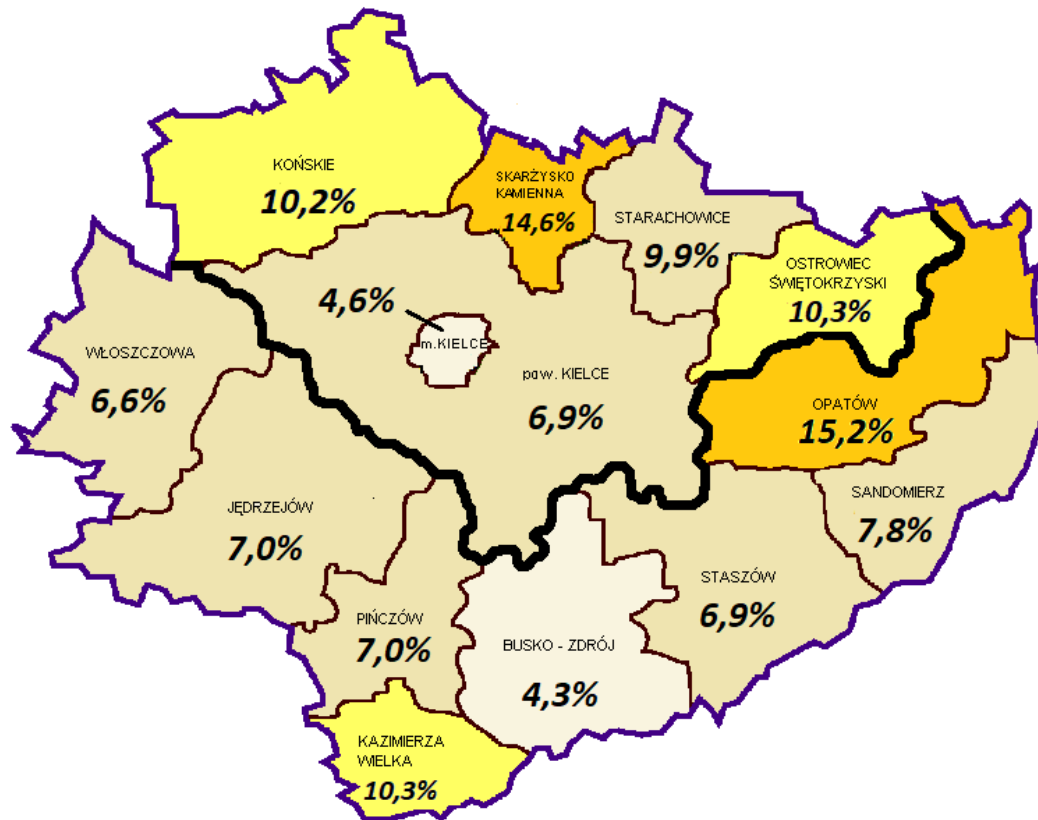 KOŃSKIE
10,2%
SKARŻYSKO
KAMIENNA
14,6%
STARACHOWICE
9,9%
OSTROWIEC
ŚWIĘTOKRZYSKI
10,3%
4,6%
m.KIELCE
WŁOSZCZOWA
6,6%
pow. KIELCE
6,9%
OPATÓW
15,2%
JĘDRZEJÓW
7,0%
SANDOMIERZ
7,8%
STASZÓW
6,9%
PIŃCZÓW
7,0%
BUSKO - ZDRÓJ
4,3%
KAZIMIERZA
WIELKA
10,3%